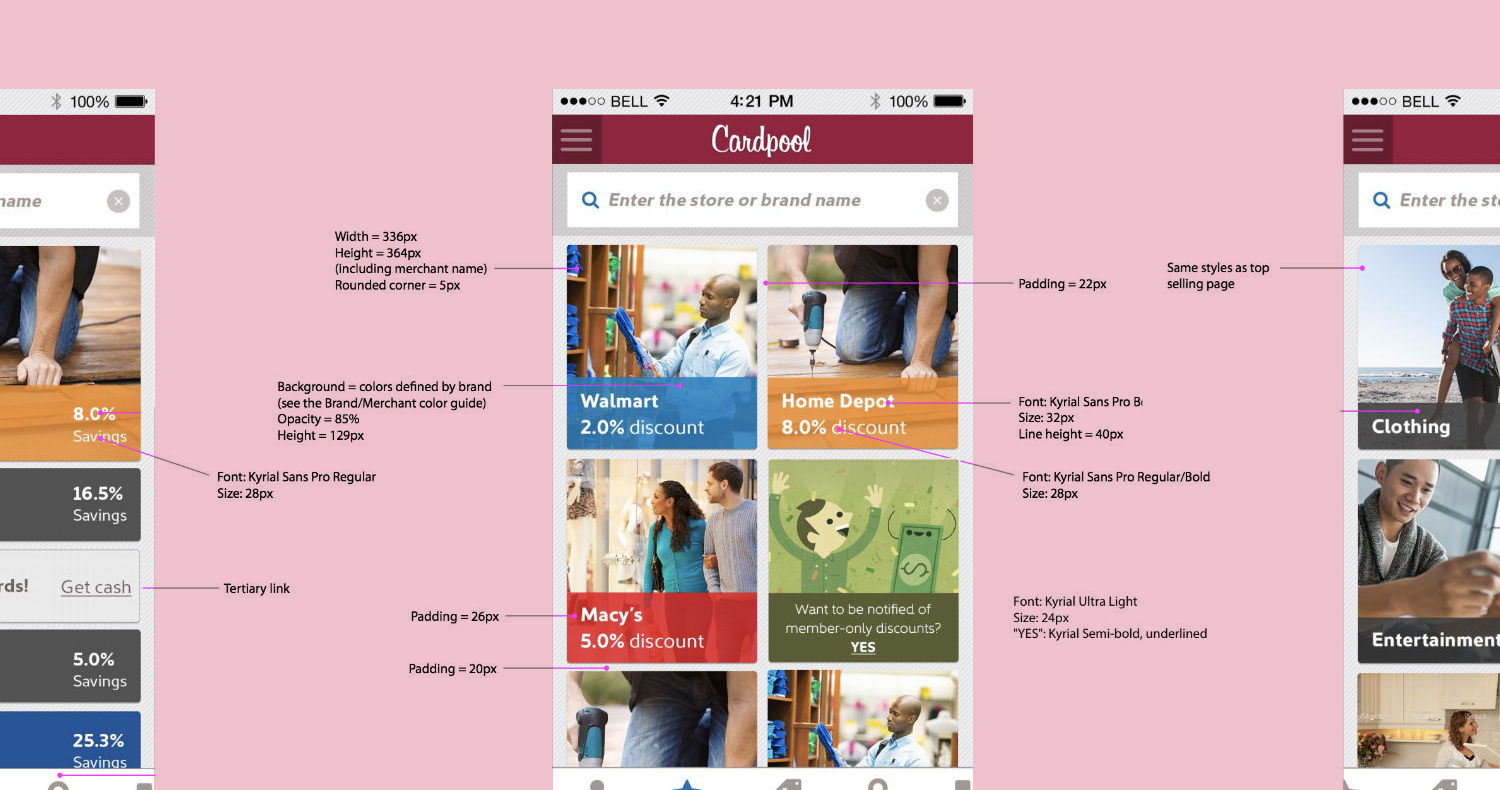 100%
name
8.0%
Savings
Font: Kyrial Sans Pro Regular
Size: 28px
16.5%
Savings
rds! Get cash
Tertiary link
5.0%
Savings
25.3%
Savings
Width = 336px
Height = 364px
(including merchant name)
Rounded corner = 5px
Background = colors defined by brand
(see the Brand/Merchant color guide)
Opacity = 85%
Height = 129px
Padding = 26px
Padding = 20px
BELL 4:21 PM 100%
Cardpool
Enter the store or brand name
Walmart
2.0% discount
Home Depot
8.0% discount
Macy's
5.0% discount
Want to be notified of
member-only discounts?
YES
Padding = 22px
Font: Kyrial Sans Pro B
Size: 32px
Line height = 40px
Font: Kyrial Sans Pro Regular/Bold
Size: 28px
Font: Kyrial Ultra Light
Size: 24px
"YES": Kyrial Semi-bold, underlined
Same styles as top
selling page
BELL
Enter the sto
Clothing
Entertainment